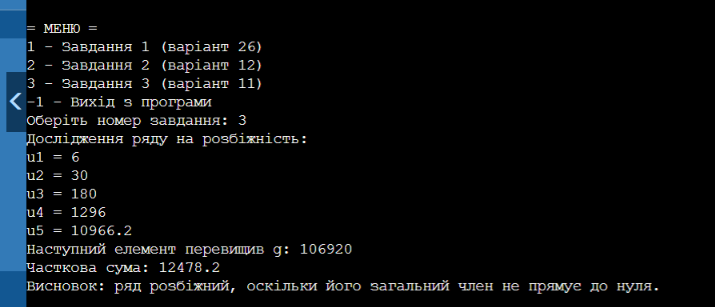 = МЕНЮ =
1 - Завдання 1 (варіант 26)
2 - Завдання 2 (варіант 12)
3 - Завдання 3 (варіант 11)
-1 - Вихід з програми
Оберіть номер завдання: 3
Дослідження ряду на розбіжність:
u1 = 6
u2 = 30
u3 = 180
u4 = 1296
u5 = 10966.2
Наступний елемент перевищив g: 106920
Часткова сума: 12478.2
Висновок: ряд розбіжний, оскільки його загальний член не прямує до нуля.